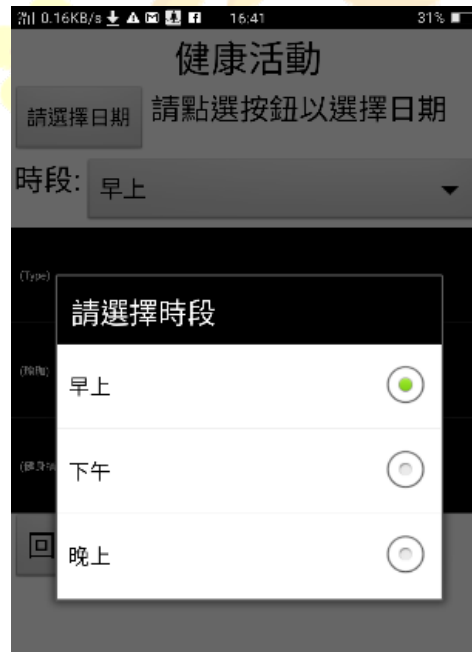 0.16KB/s 16:41 31%
健康活動
請選擇日期 請點選按鈕以選擇日期
時段: 早上
(Type)
請選擇時段
早上
下午
晚上
回